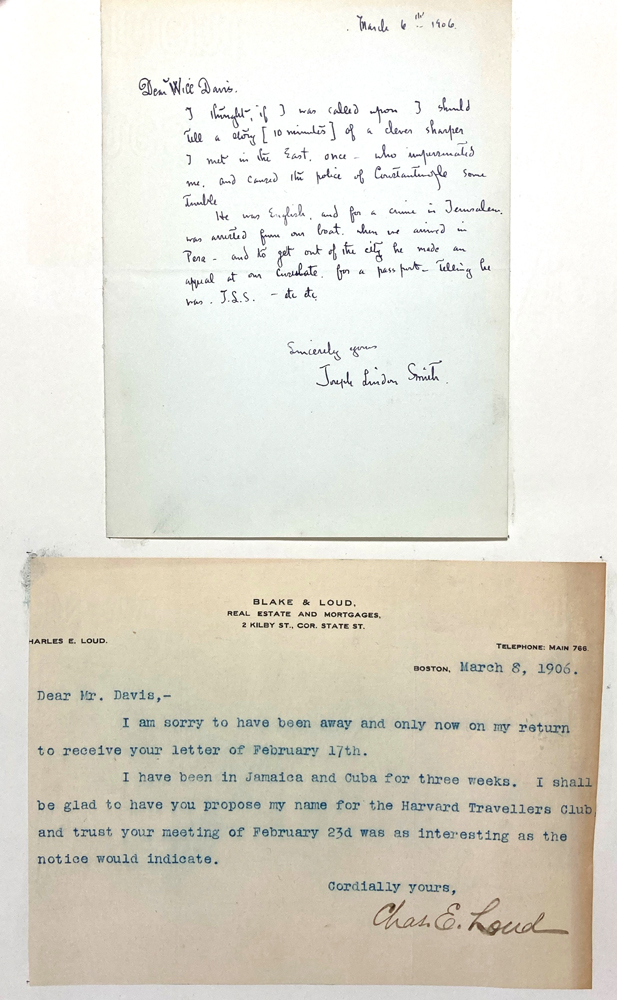 March 6th 1906.
Dear Will Davis.
I thought, if I was called upon I should
tell a story [10 minutes] of a clever sharper
I met in the East, once - who impersonated
me, and caused the police of Constantinople some
trouble
He was English, and for a crime in Jerusalem,
was arrested from our boat, when we arrived in
Pera - and to get out of the city he made an
appeal at our Consulate, for a passport - telling he
was. J.L.S. - etc etc.
Sincerely yours
Joseph Lindon Smith.
BLAKE & LOUD,
REAL ESTATE AND MORTGAGES,
2 KILBY ST., COR. STATE ST.
HARLES E. LOUD.
TELEPHONE: MAIN 766.
BOSTON, March 8, 1906.
Dear Mr. Davis,-
I am sorry to have been away and only now on my return
to receive your letter of February 17th.
I have been in Jamaica and Cuba for three weeks. I shall
be glad to have you propose my name for the Harvard Travellers Club
and trust your meeting of February 23d was as interesting as the
notice would indicate.
Cordially yours,
Chas. E. Loud